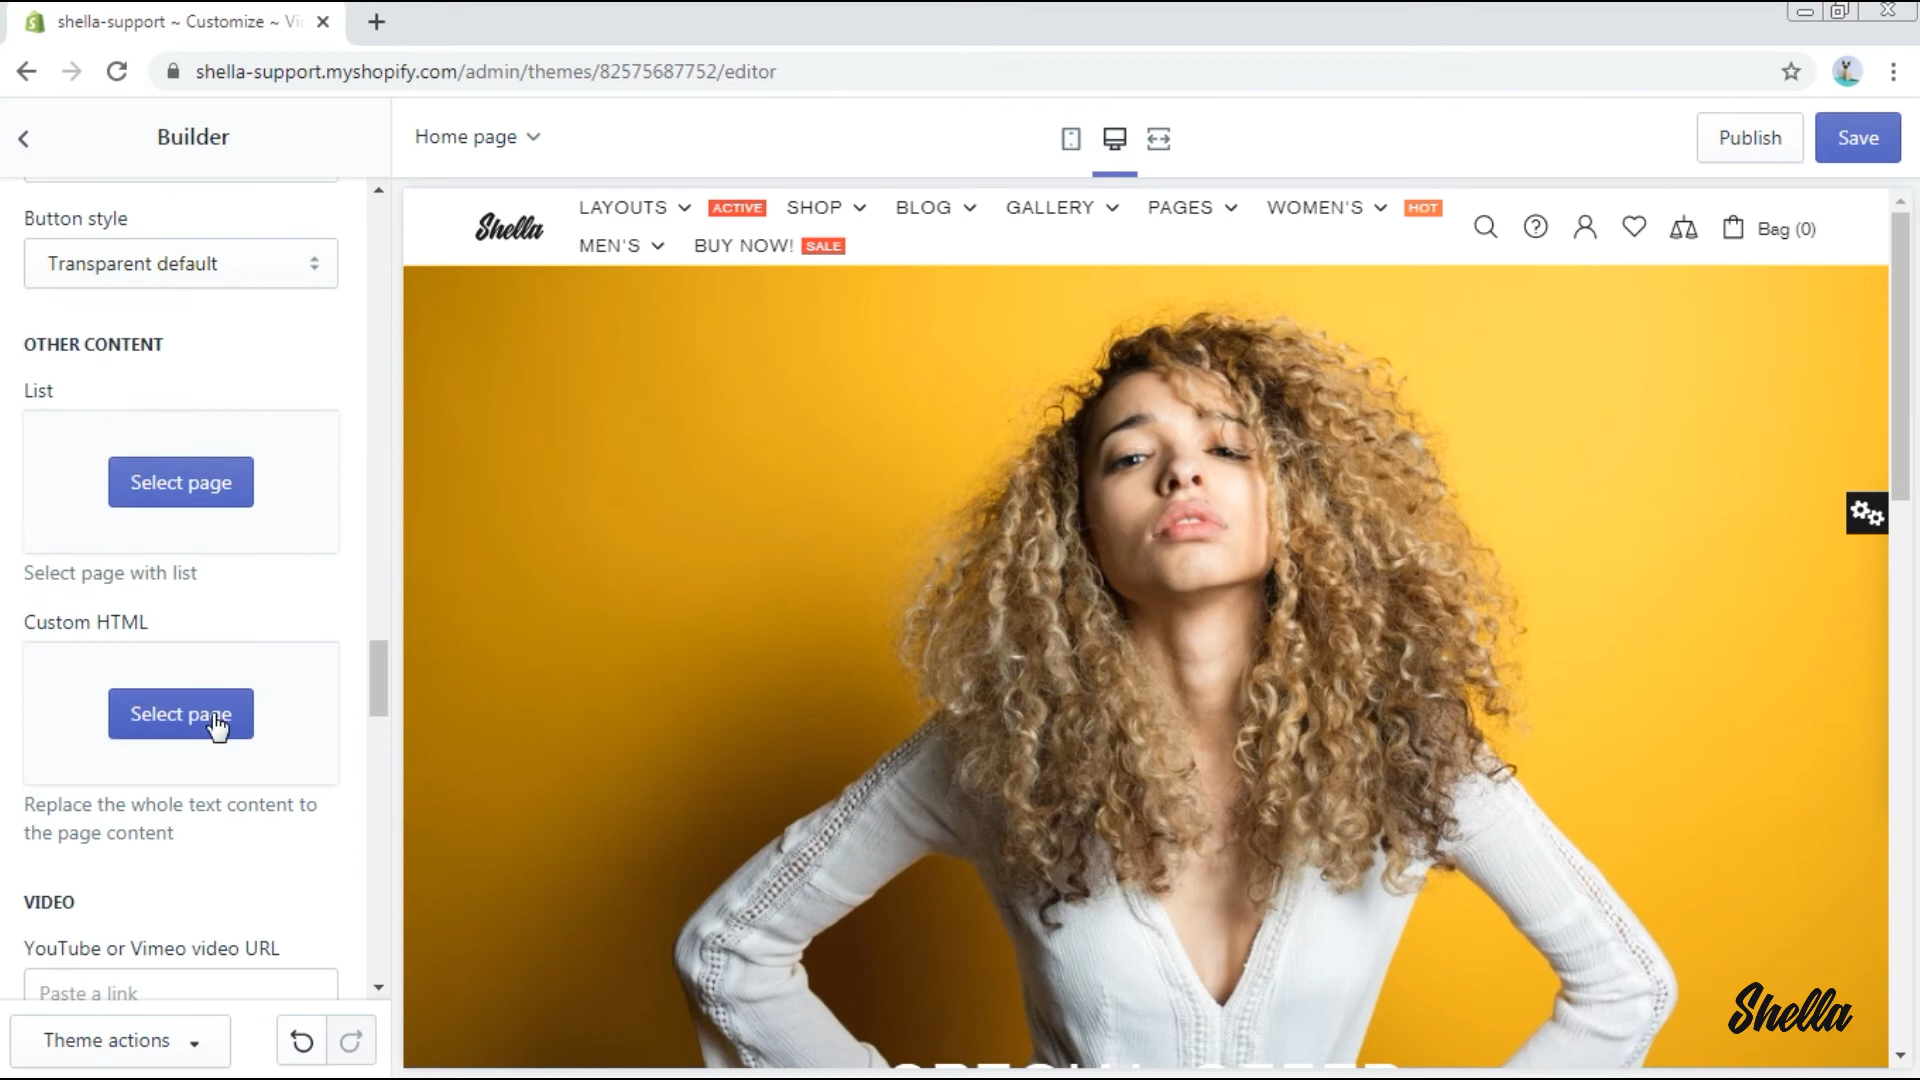 shella-support ~ Customize ~ Vi
shella-support.myshopify.com/admin/themes/82575687752/editor
Builder
Home page
Publish
Save
Button style
Transparent default
OTHER CONTENT
List
Select page
Select page with list
Custom HTML
Select page
Replace the whole text content to
the page content
VIDEO
YouTube or Vimeo video URL
Paste a link
Theme actions
Shella
LAYOUTS ACTIVE SHOP BLOG GALLERY PAGES WOMEN'S HOT
MEN'S BUY NOW! SALE
Bag (0)
Shella